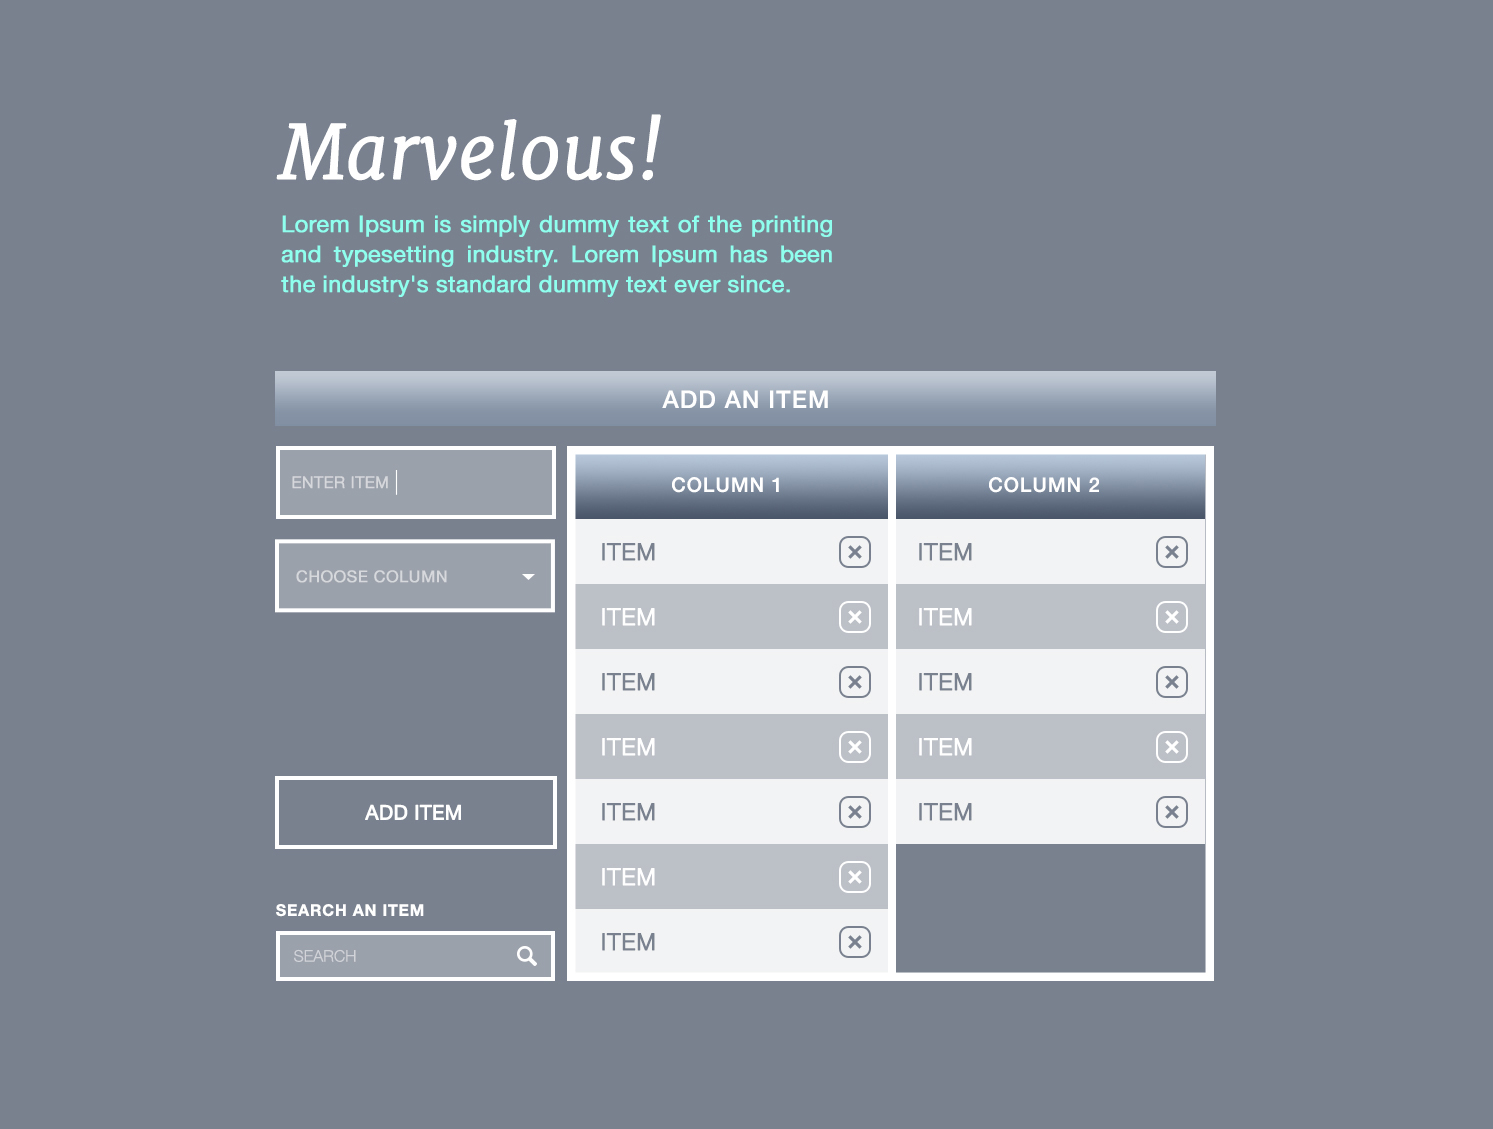 Marvelous!
Lorem Ipsum is simply dummy text of the printing
and typesetting industry. Lorem Ipsum has been
the industry's standard dummy text ever since.
ADD AN ITEM
ENTER ITEM
CHOOSE COLUMN
ADD ITEM
SEARCH AN ITEM
SEARCH
COLUMN 1
ITEM
ITEM
ITEM
ITEM
ITEM
ITEM
ITEM
COLUMN 2
ITEM
ITEM
ITEM
ITEM
ITEM